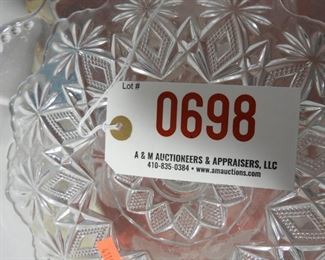 Lot #
0698
A & M AUCTIONEERS & APPRAISERS, LLC
410-835-0384 • www.amauctions.com